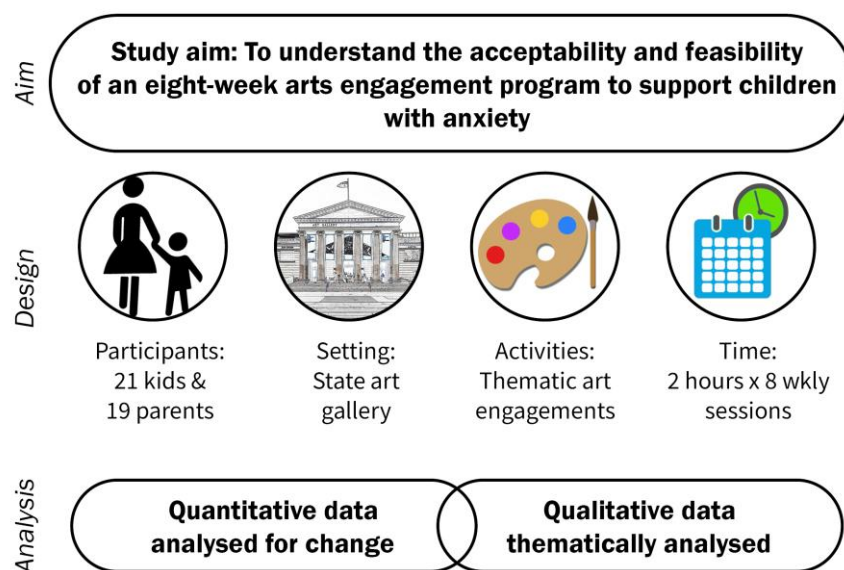 Aim
Study aim: To understand the acceptability and feasibility
of an eight-week arts engagement program to support children
with anxiety
Design
Participants:
21 kids &
19 parents
Setting:
State art
gallery
Activities:
Thematic art
engagements
Time:
2 hours x 8 wkly
sessions
Analysis
Quantitative data
analysed for change
Qualitative data
thematically analysed